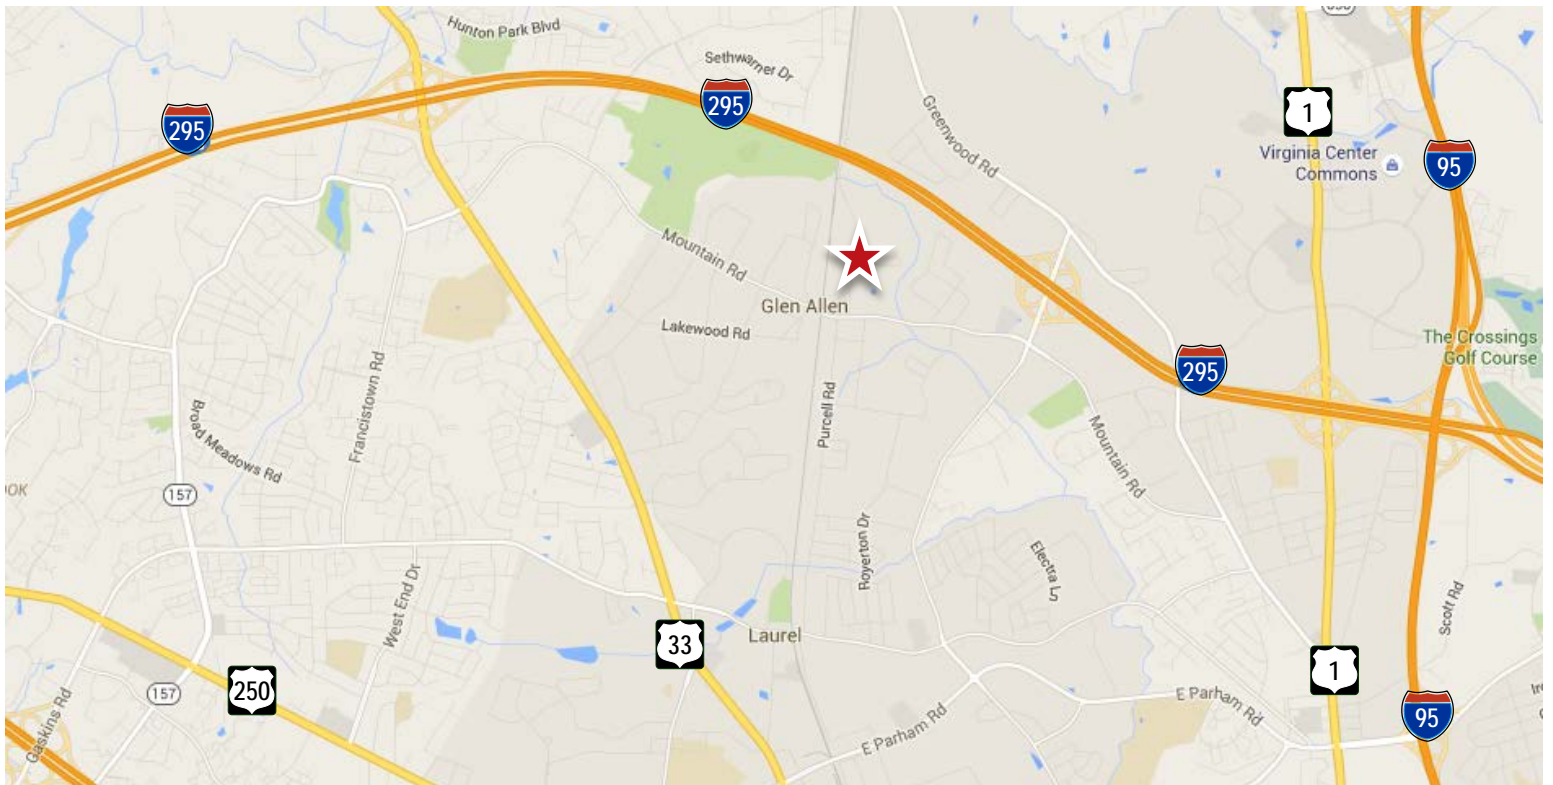 Hunton Park Blvd
Sethwarner Dr
295
295
Greenwood Rd
1
Virginia Center
Commons
95
Mountain Rd
Glen Allen
Lakewood Rd
The Crossings
Golf Course
295
Francistown Rd
Purcell Rd
Broad Meadows Rd
Mountain Rd
OOK
157
Royerton Dr
Electra Ln
West End Dr
Scott Rd
33
Laurel
1
250
157
Gaskins Rd
E Parham Rd
E Parham Rd
95